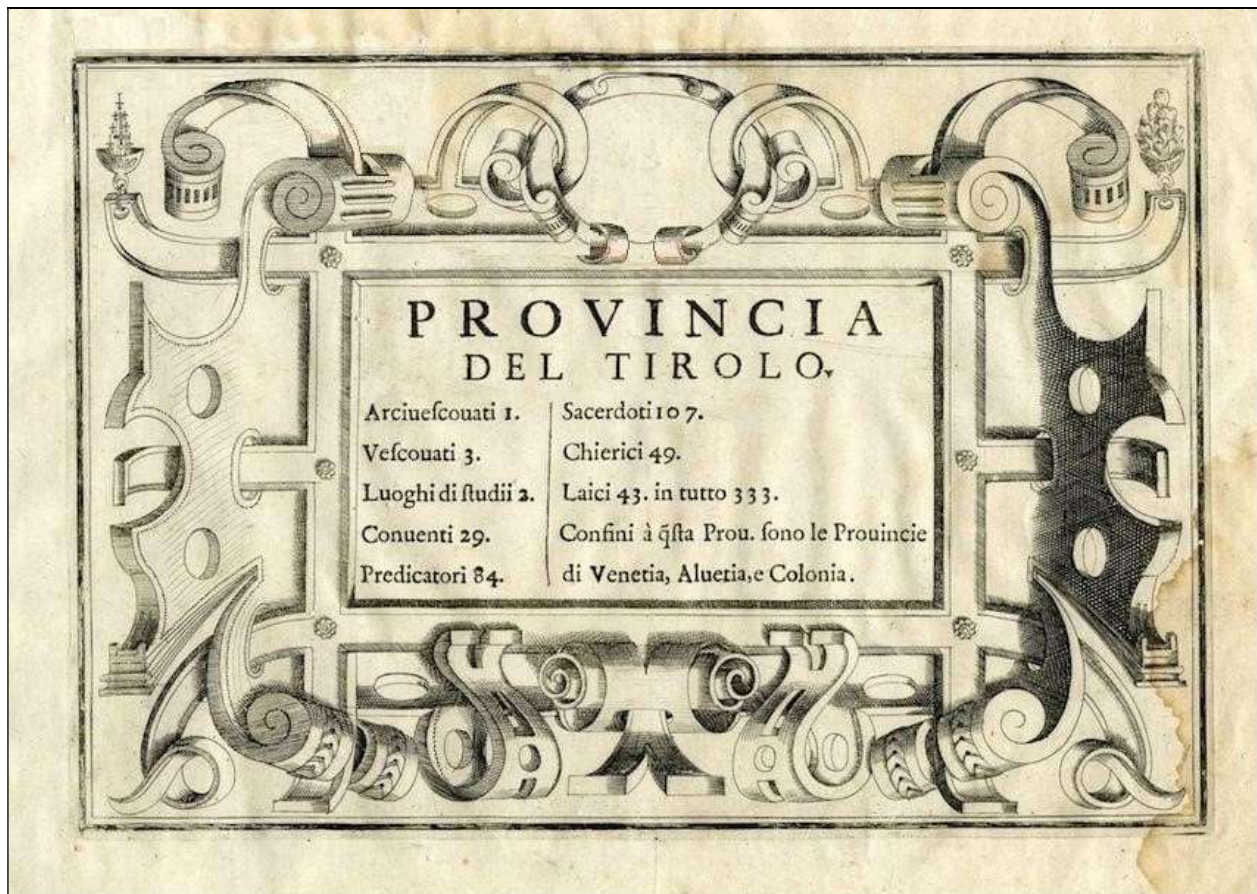 PROVINCIA
DEL TIROLO.
Arciueſcouati 1.
Veſcouati 3.
Luoghi di ſtudii 2.
Conuenti 29.
Predicatori 84.
Sacerdoti 107.
Chierici 49.
Laici 43. in tutto 333.
Confini à q̃ſta Prou. ſono le Prouincie
di Venetia, Aluetia, e Colonia.